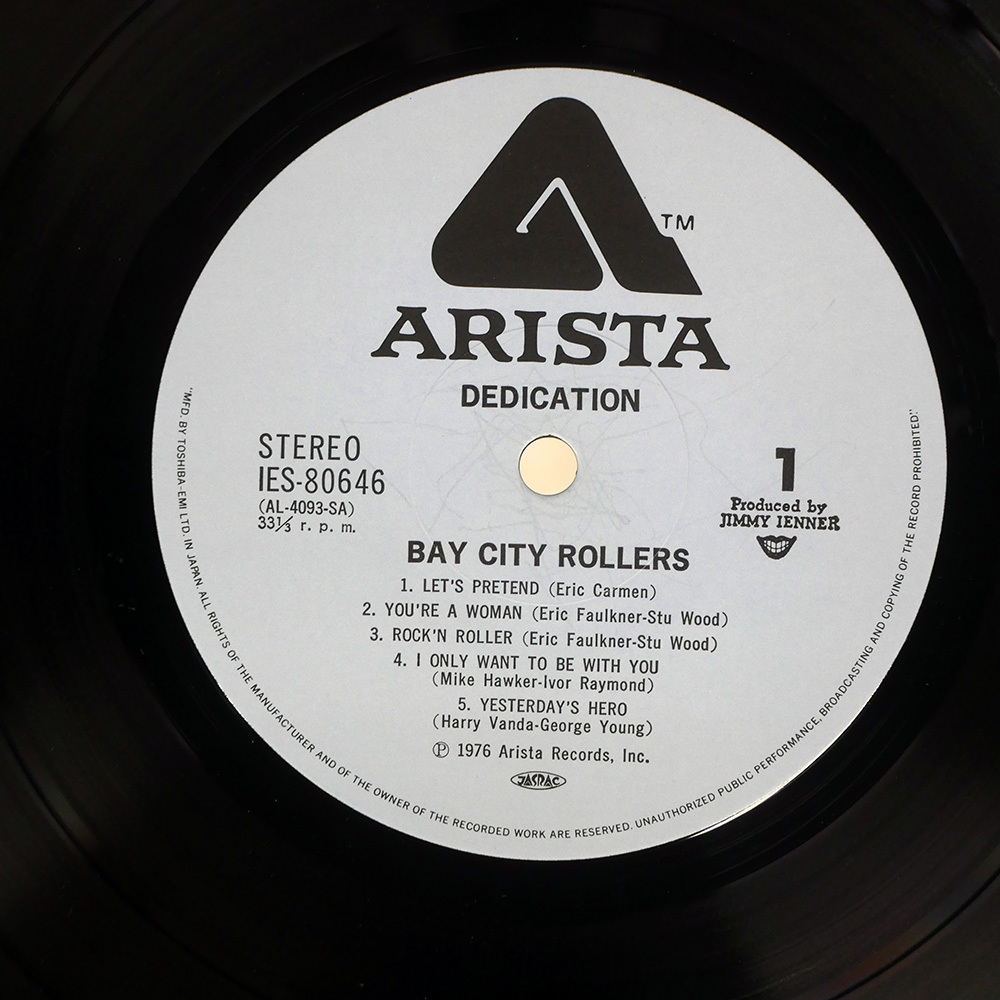 TM
ARISTA
DEDICATION
STEREO
IES-80646
(AL-4093-SA)
33⅓ r. p. m.
1
Produced by
JIMMY IENNER
BAY CITY ROLLERS
1. LET'S PRETEND (Eric Carmen)
2. YOU'RE A WOMAN (Eric Faulkner-Stu Wood)
3. ROCK'N ROLLER (Eric Faulkner-Stu Wood)
4. I ONLY WANT TO BE WITH YOU
(Mike Hawker-Ivor Raymond)
5. YESTERDAY'S HERO
(Harry Vanda-George Young)
℗ 1976 Arista Records, Inc.
JASRAC
"MFD. BY TOSHIBA-EMI LTD. IN JAPAN. ALL RIGHTS OF THE MANUFACTURER AND OF THE OWNER OF THE RECORDED WORK ARE RESERVED. UNAUTHORIZED PUBLIC PERFORMANCE, BROADCASTING AND COPYING OF THE RECORD PROHIBITED."